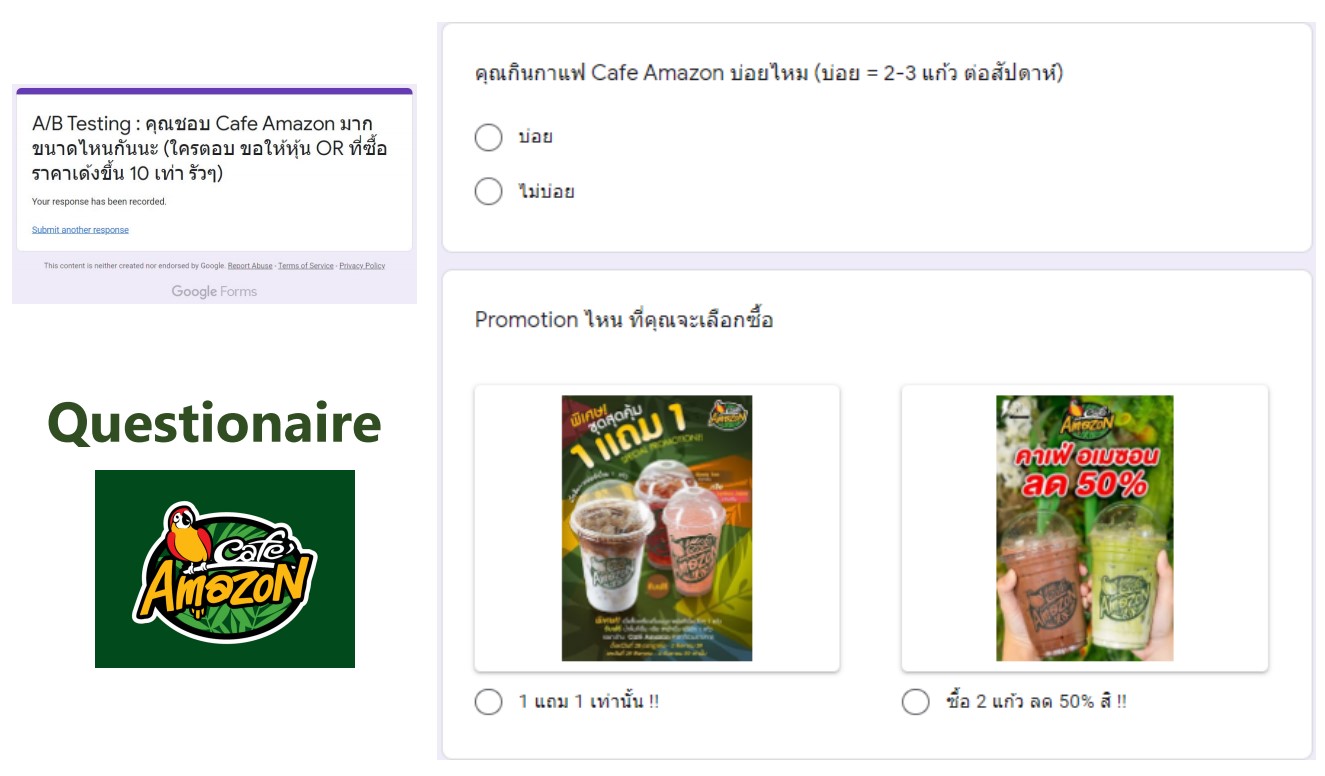 A/B Testing : คุณชอบ Cafe Amazon มาก
ขนาดไหนกันนะ (ใครตอบ ขอให้หุ้น OR ที่ซื้อ
ราคาเด้งขึ้น 10 เท่า รัวๆ)
Your response has been recorded.
Submit another response
This content is neither created nor endorsed by Google. Report Abuse - Terms of Service - Privacy Policy
Google Forms
Questionaire
Café
Amazon
คุณกินกาแฟ Cafe Amazon บ่อยไหม (บ่อย = 2-3 แก้ว ต่อสัปดาห์)
บ่อย
ไม่บ่อย
Promotion ไหน ที่คุณจะเลือกซื้อ
พิเศษ!
ชุดสุดคุ้ม
1 แถม 1
SPECIAL PROMOTION!!
Café
Amazon
1 แถม 1 เท่านั้น !!
Café
Amazon
คาเฟ่ อเมซอน
ลด 50%
ซื้อ 2 แก้ว ลด 50% สิ !!